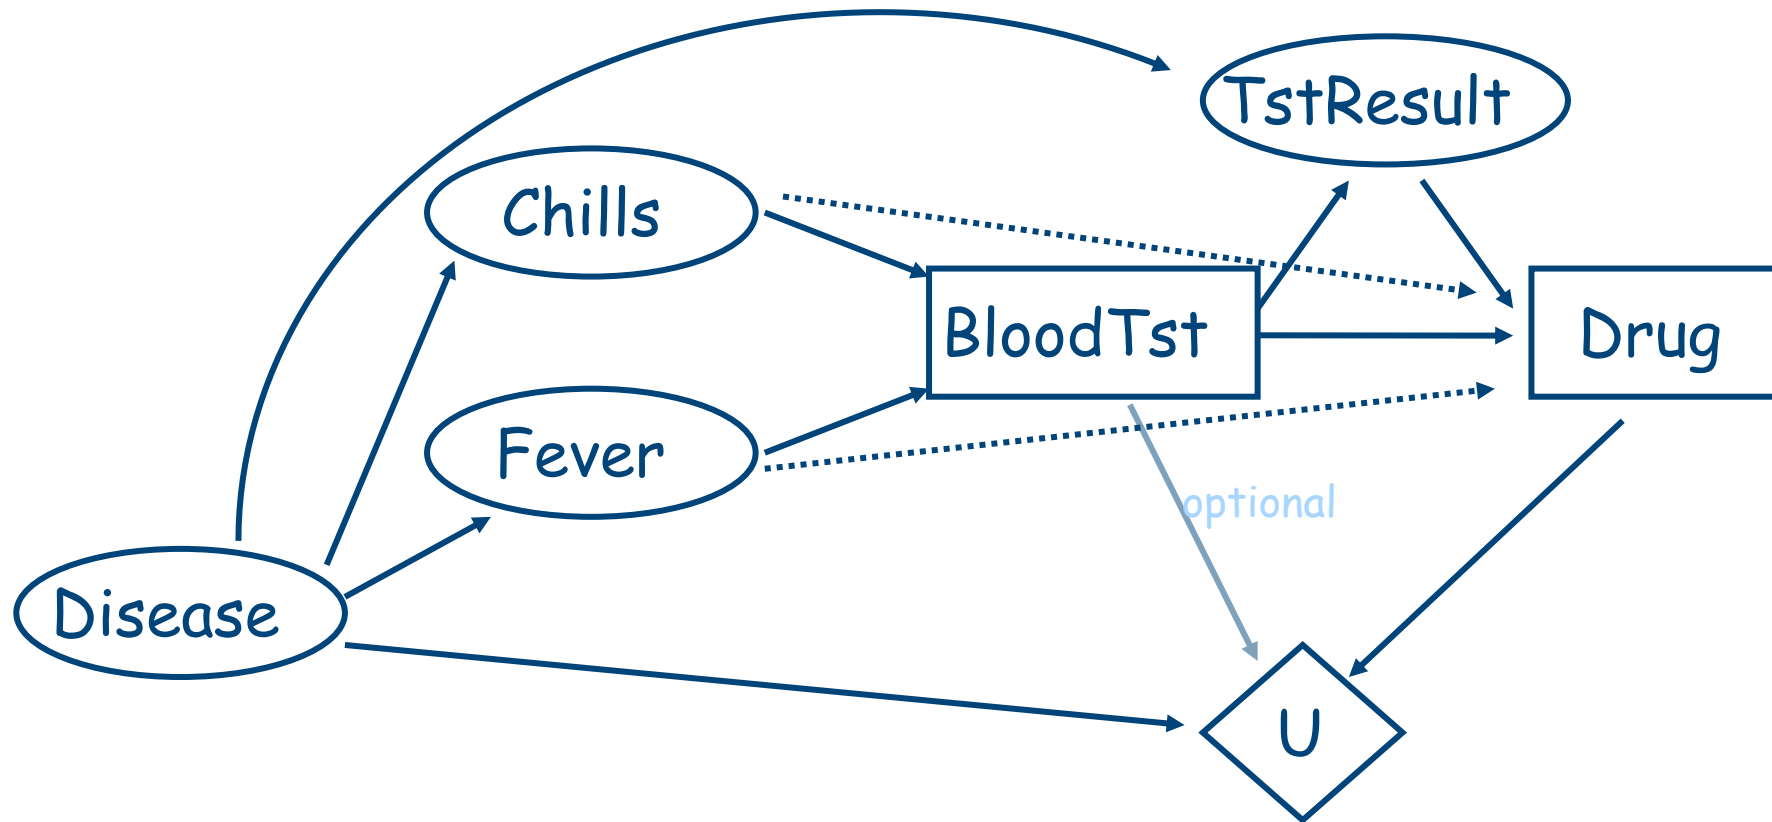 TstResult
Chills
BloodTst
Drug
Fever
optional
Disease
U